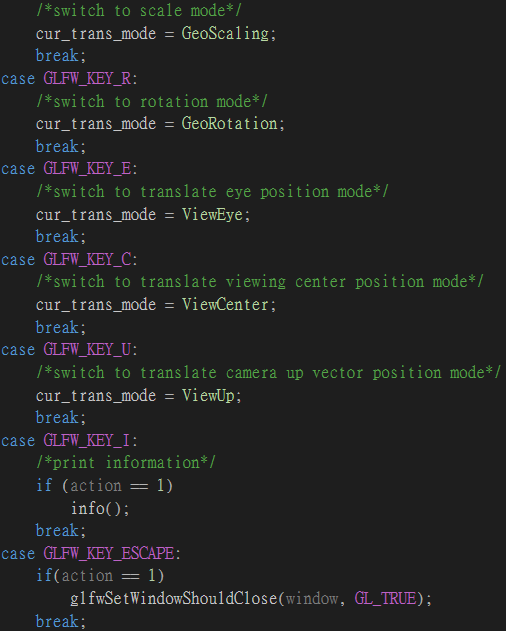 /*switch to scale mode*/
cur_trans_mode = GeoScaling;
break;
case GLFW_KEY_R:
/*switch to rotation mode*/
cur_trans_mode = GeoRotation;
break;
case GLFW_KEY_E:
/*switch to translate eye position mode*/
cur_trans_mode = ViewEye;
break;
case GLFW_KEY_C:
/*switch to translate viewing center position mode*/
cur_trans_mode = ViewCenter;
break;
case GLFW_KEY_U:
/*switch to translate camera up vector position mode*/
cur_trans_mode = ViewUp;
break;
case GLFW_KEY_I:
/*print information*/
if (action == 1)
info();
break;
case GLFW_KEY_ESCAPE:
if(action == 1)
glfwSetWindowShouldClose(window, GL_TRUE);
break;